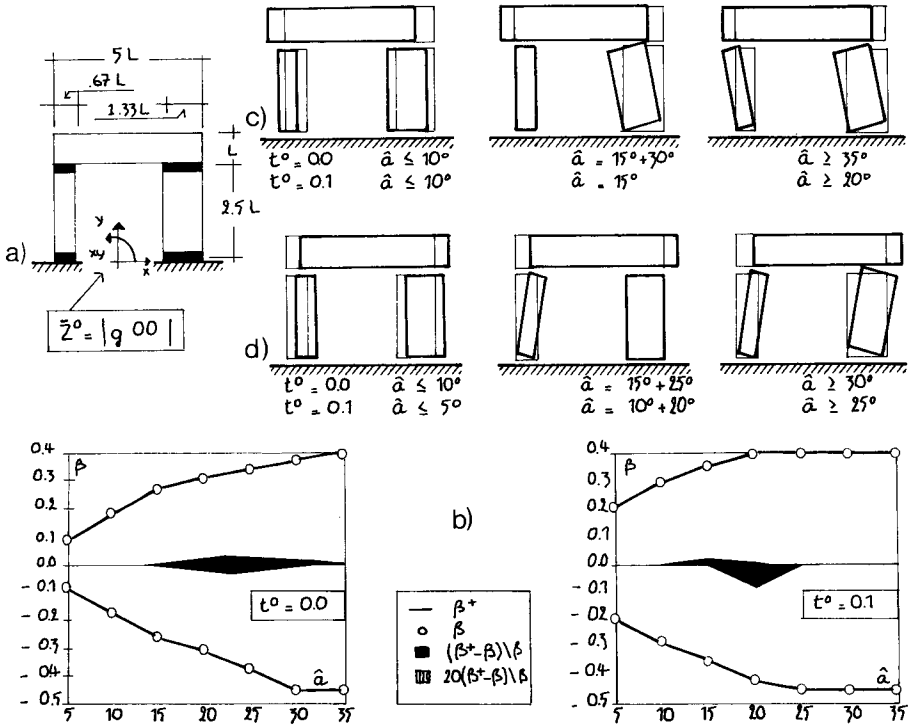 a)
5L
.67 L
1.33 L
L
2.5 L
y
xy
x
z̄° = | g 0 0 |
c)
t° = 0.0 â ≤ 10°
t° = 0.1 â ≤ 10°
â = 15° + 30°
â = 15°
â ≥ 35°
â ≥ 20°
d)
t° = 0.0 â ≤ 10°
t° = 0.1 â ≤ 5°
â = 15° + 25°
â = 10° + 20°
â ≥ 30°
â ≥ 25°
b)
0.4
0.3
0.2
0.1
0.0
- 0.1
- 0.2
- 0.3
- 0.4
- 0.5
β
t° = 0.0
â
5 10 15 20 25 30 35
β⁺
β
(β⁺-β)\β
20(β⁺-β)\β
0.4
0.3
0.2
0.1
0.0
- 0.1
- 0.2
- 0.3
- 0.4
- 0.5
β
t° = 0.1
â
5 10 15 20 25 30 35